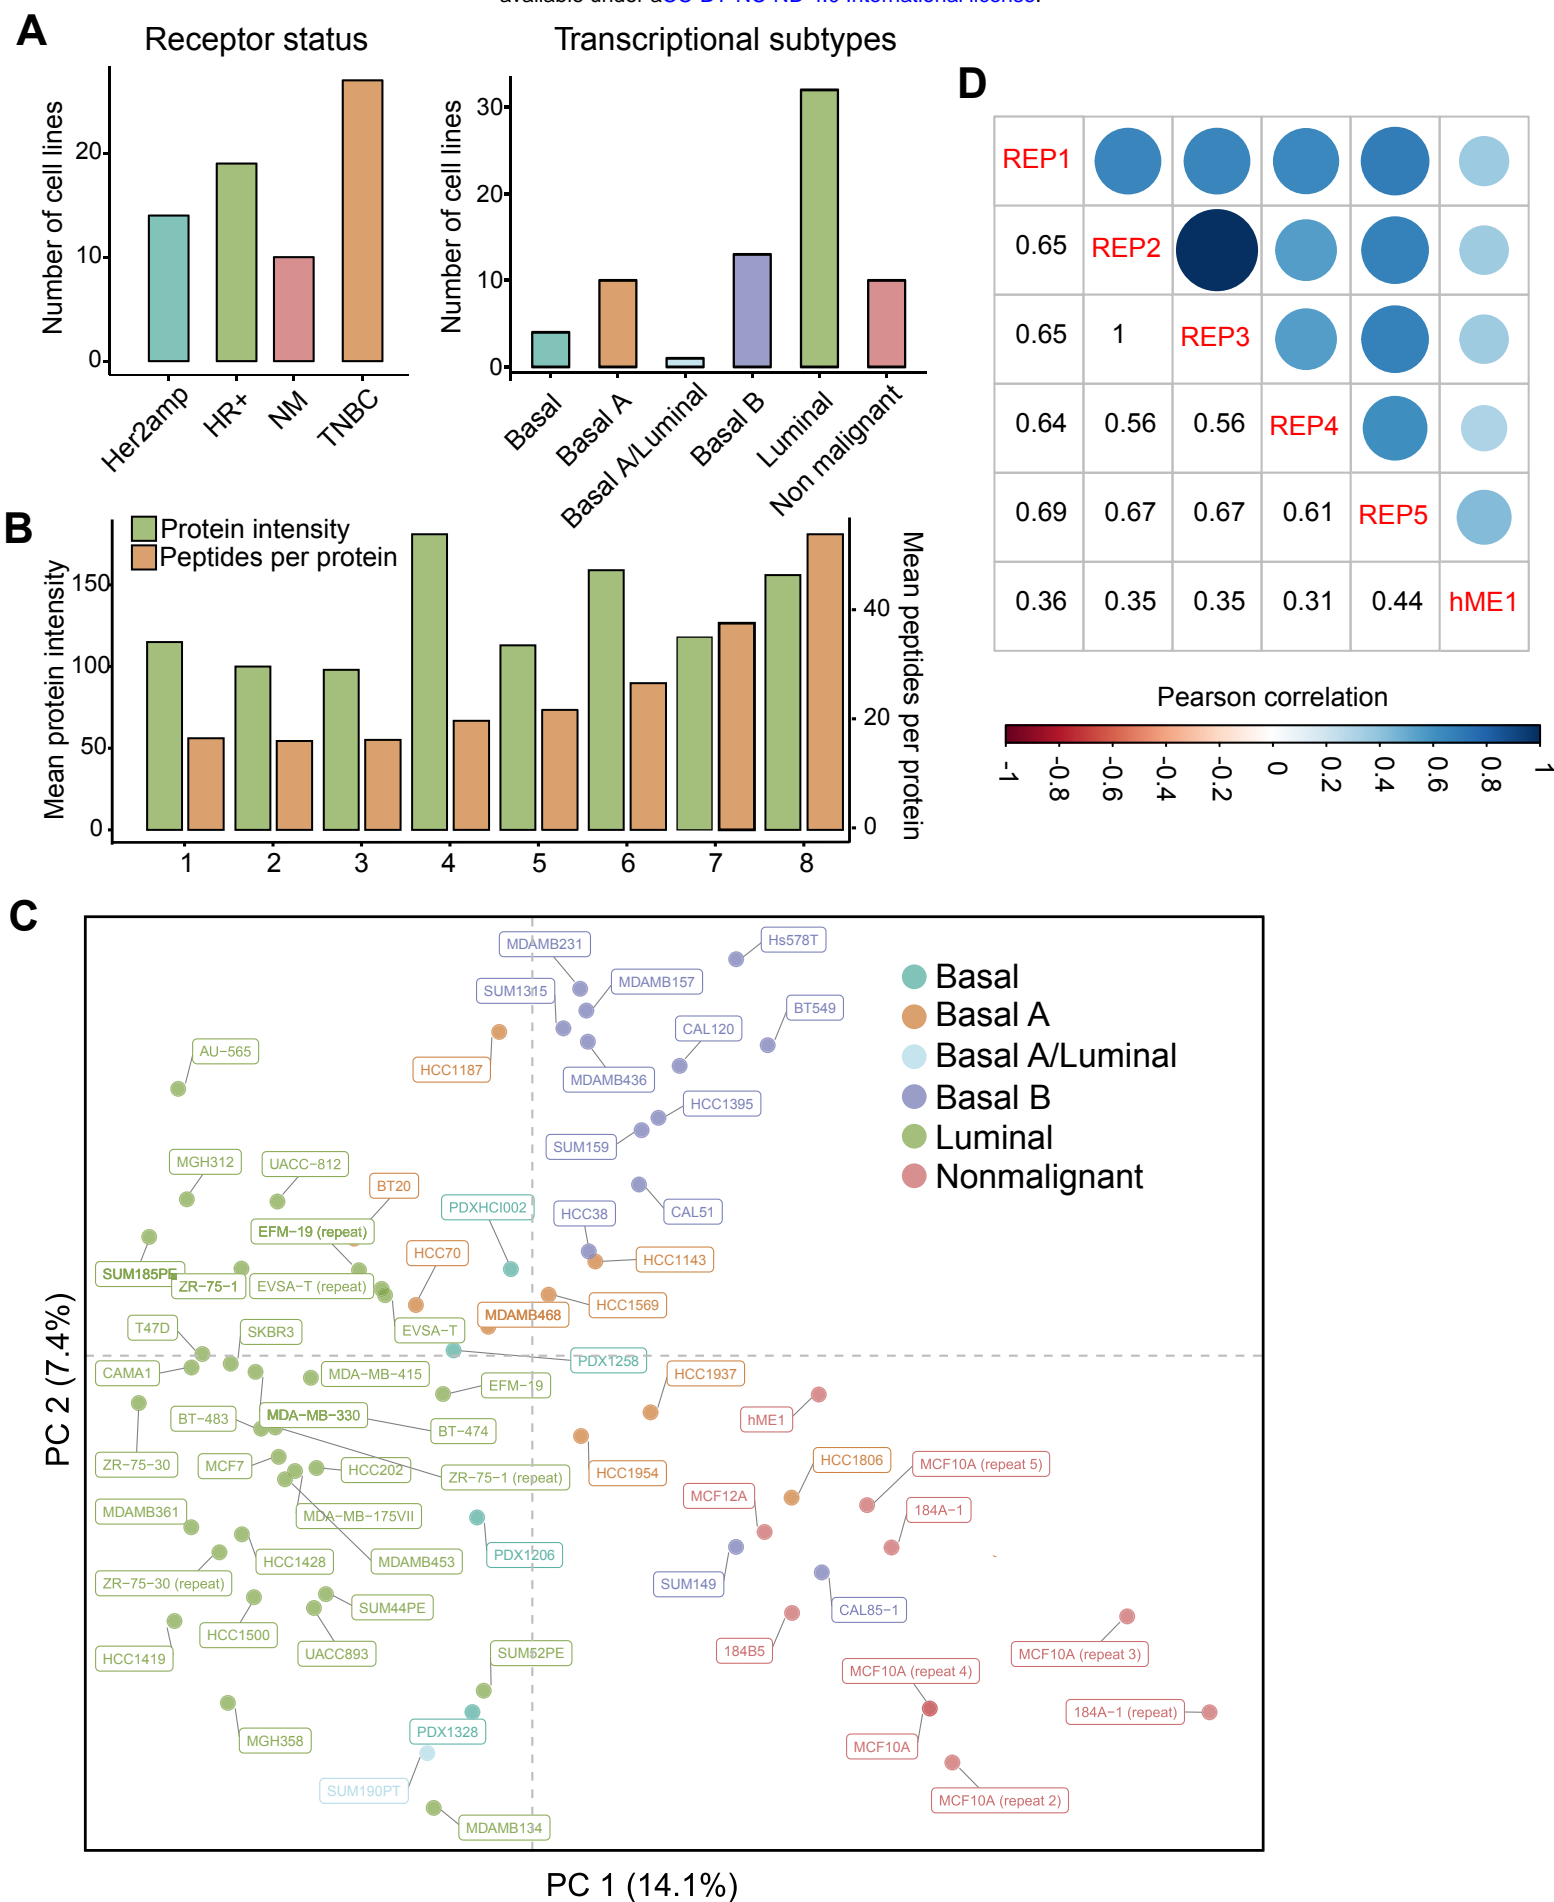 A
Receptor status
Number of cell lines
20
10
0
Her2amp
HR+
NM
TNBC
Transcriptional subtypes
Number of cell lines
30
20
10
0
Basal
Basal A
Basal A/Luminal
Basal B
Luminal
Non malignant
B
Protein intensity
Peptides per protein
Mean protein intensity
150
100
50
0
Mean peptides per protein
40
20
0
1 2 3 4 5 6 7 8
D
REP1
0.65 REP2
0.65 1 REP3
0.64 0.56 0.56 REP4
0.69 0.67 0.67 0.61 REP5
0.36 0.35 0.35 0.31 0.44 hME1
Pearson correlation
-1 -0.8 -0.6 -0.4 -0.2 0 0.2 0.4 0.6 0.8 1
C
PC 2 (7.4%)
PC 1 (14.1%)
Basal
Basal A
Basal A/Luminal
Basal B
Luminal
Nonmalignant
MDAMB231
Hs578T
SUM1315
MDAMB157
BT549
CAL120
AU−565
HCC1187
MDAMB436
HCC1395
SUM159
MGH312
UACC−812
BT20
PDXHCI002
HCC38
CAL51
EFM−19 (repeat)
HCC70
HCC1143
SUM185PE
ZR−75−1
EVSA−T (repeat)
MDAMB468
HCC1569
T47D
SKBR3
EVSA−T
PDX1258
CAMA1
MDA−MB−415
EFM−19
HCC1937
BT−483
MDA−MB−330
BT−474
hME1
ZR−75−30
MCF7
HCC202
ZR−75−1 (repeat)
HCC1954
HCC1806
MCF10A (repeat 5)
MCF12A
184A−1
MDAMB361
MDA−MB−175VII
HCC1428
MDAMB453
PDX1206
ZR−75−30 (repeat)
SUM149
CAL85−1
SUM44PE
HCC1500
HCC1419
UACC893
SUM52PE
184B5
MCF10A (repeat 3)
MCF10A (repeat 4)
184A−1 (repeat)
MGH358
PDX1328
MCF10A
SUM190PT
MCF10A (repeat 2)
MDAMB134